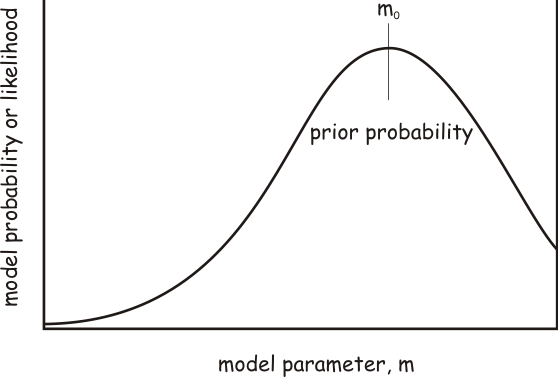 m₀
prior probability
model probability or likelihood
model parameter, m